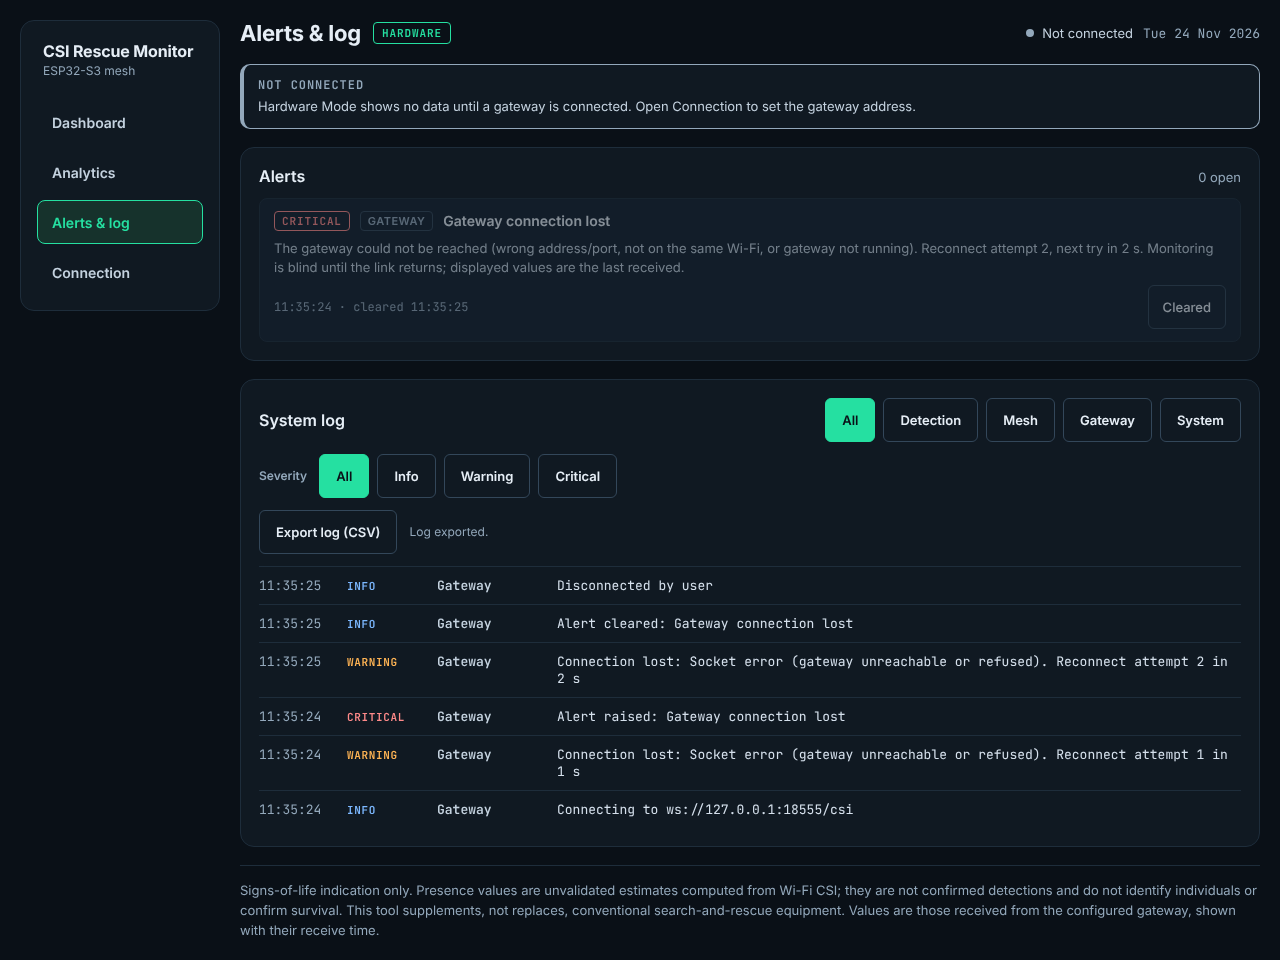 CSI Rescue Monitor
ESP32-S3 mesh
Dashboard
Analytics
Alerts & log
Connection
Alerts & log
HARDWARE
Not connected
Tue 24 Nov 2026
NOT CONNECTED
Hardware Mode shows no data until a gateway is connected. Open Connection to set the gateway address.
Alerts
0 open
CRITICAL
GATEWAY
Gateway connection lost
The gateway could not be reached (wrong address/port, not on the same Wi-Fi, or gateway not running). Reconnect attempt 2, next try in 2 s. Monitoring
is blind until the link returns; displayed values are the last received.
11:35:24 · cleared 11:35:25
Cleared
System log
All
Detection
Mesh
Gateway
System
Severity
All
Info
Warning
Critical
Export log (CSV)
Log exported.
11:35:25 INFO Gateway Disconnected by user
11:35:25 INFO Gateway Alert cleared: Gateway connection lost
11:35:25 WARNING Gateway Connection lost: Socket error (gateway unreachable or refused). Reconnect attempt 2 in
2 s
11:35:24 CRITICAL Gateway Alert raised: Gateway connection lost
11:35:24 WARNING Gateway Connection lost: Socket error (gateway unreachable or refused). Reconnect attempt 1 in
1 s
11:35:24 INFO Gateway Connecting to ws://127.0.0.1:18555/csi
Signs-of-life indication only. Presence values are unvalidated estimates computed from Wi-Fi CSI; they are not confirmed detections and do not identify individuals or
confirm survival. This tool supplements, not replaces, conventional search-and-rescue equipment. Values are those received from the configured gateway, shown
with their receive time.